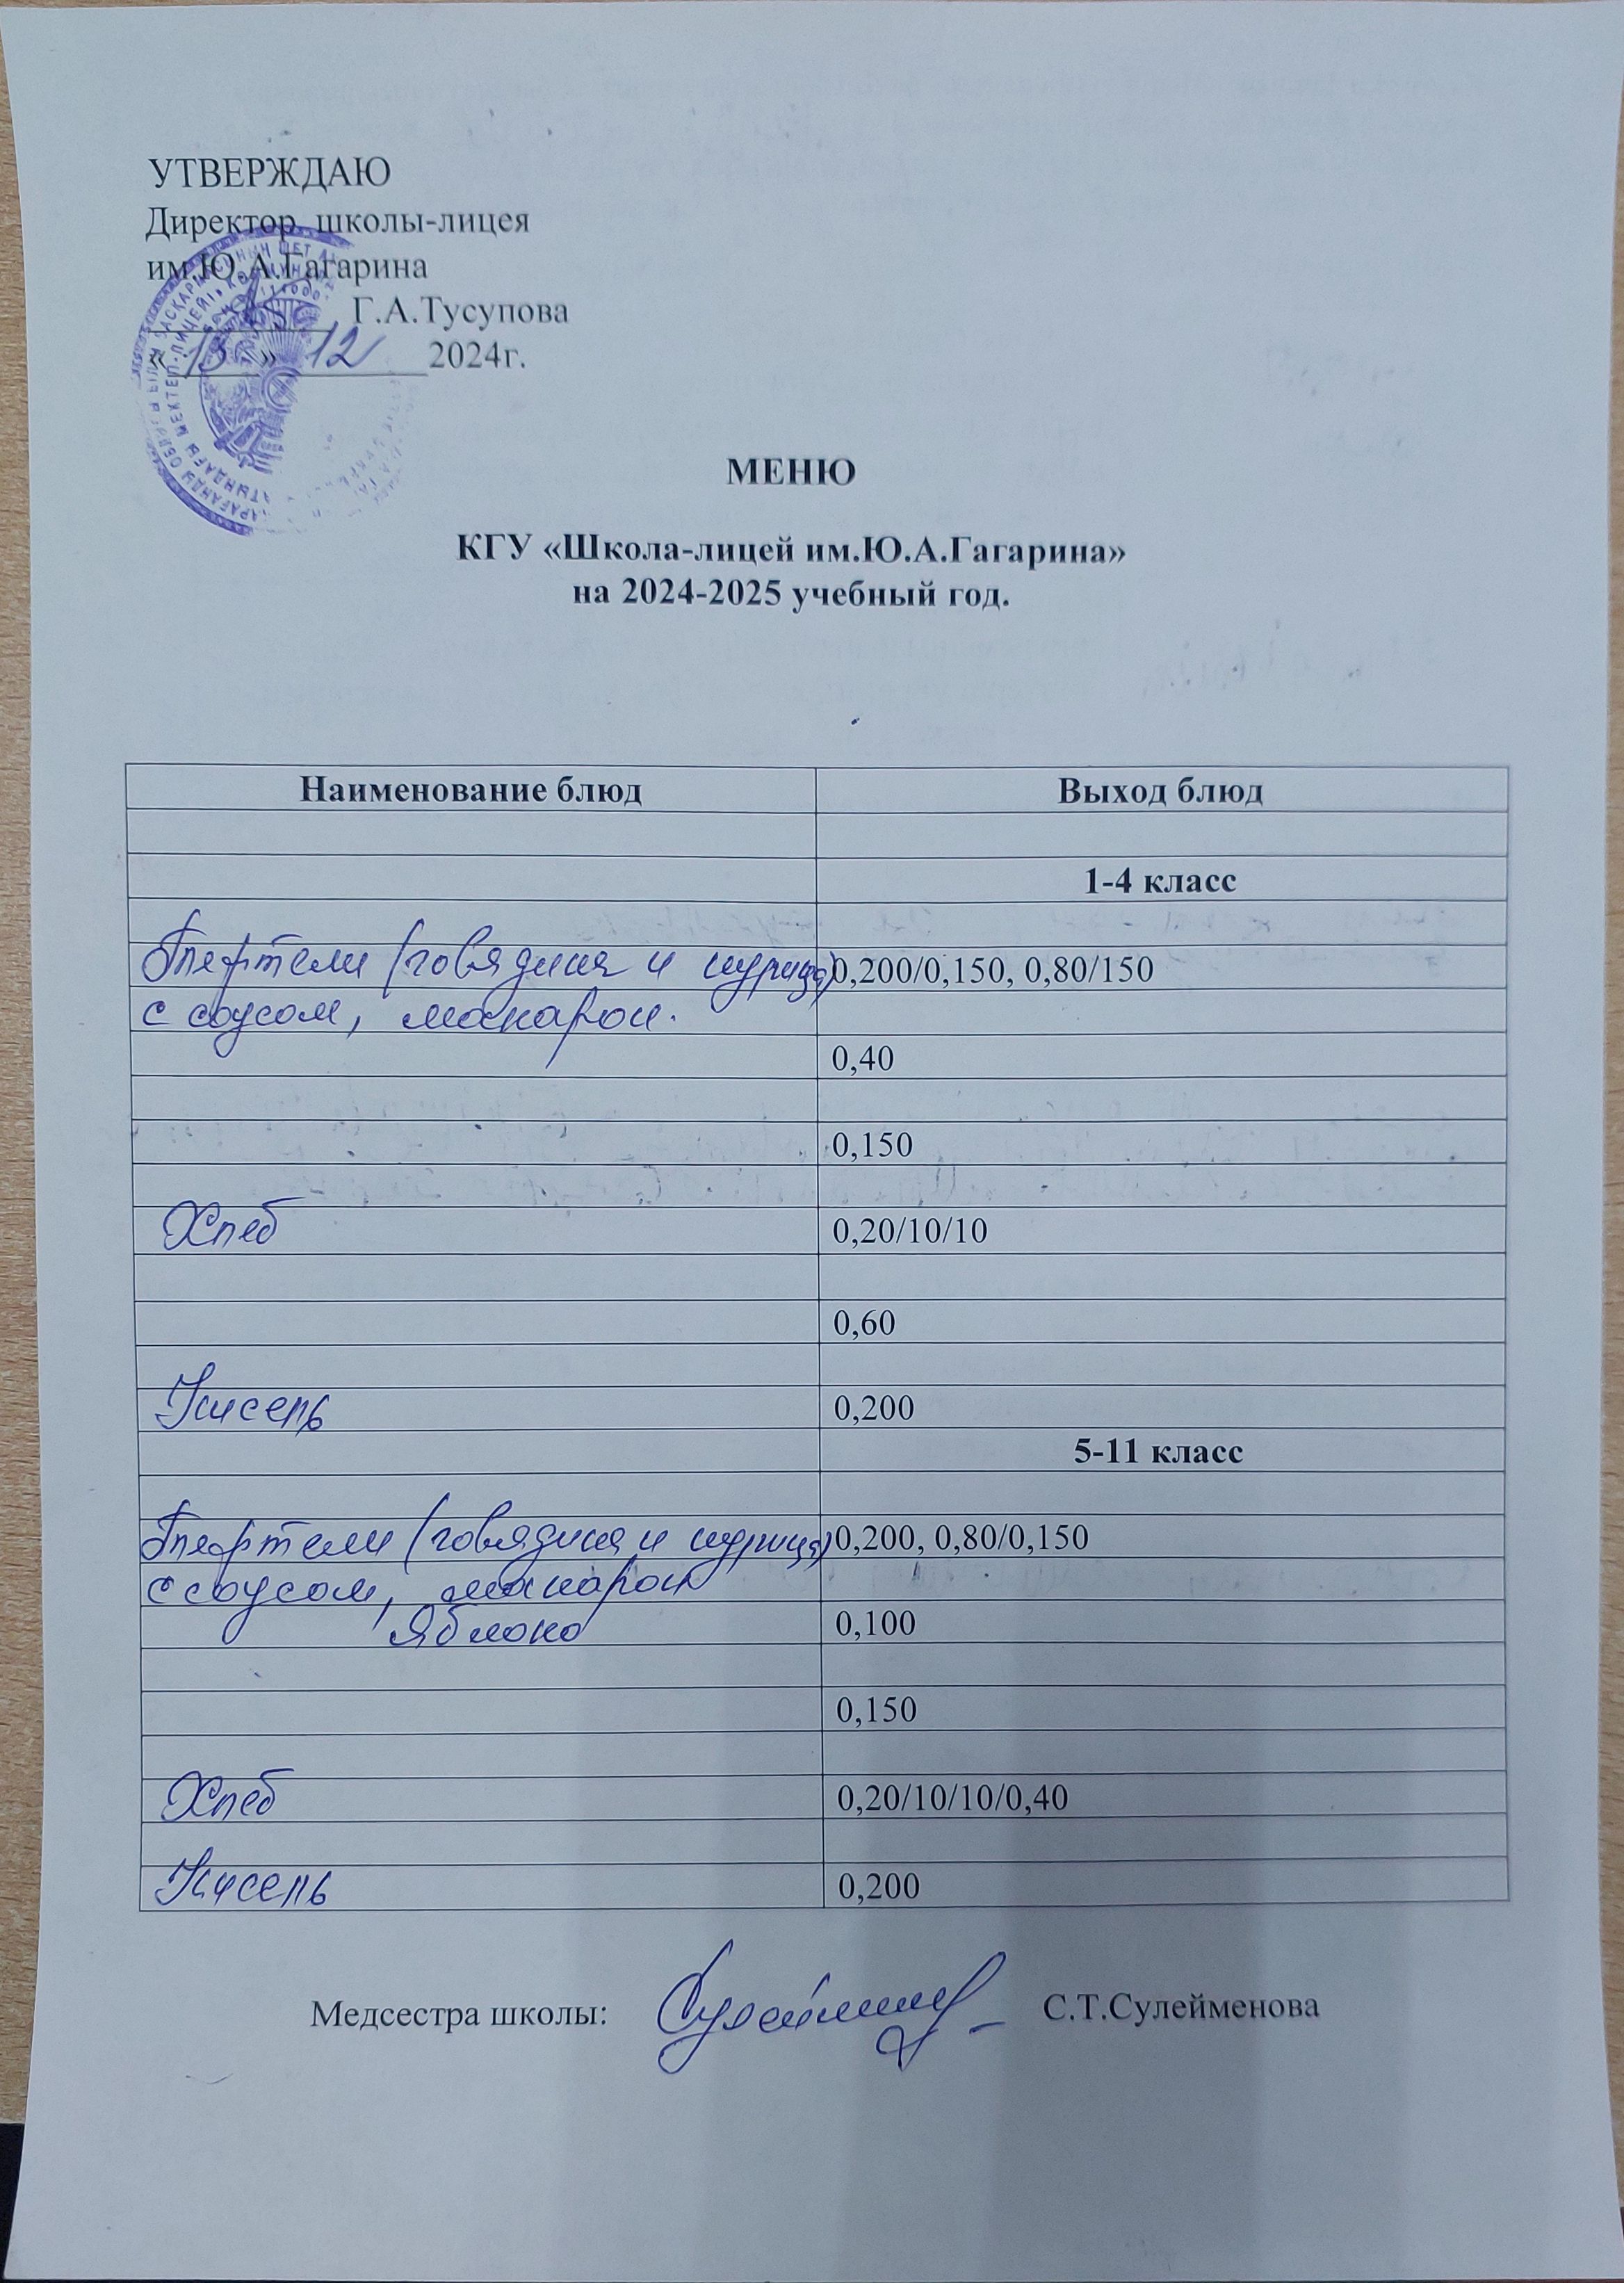 УТВЕРЖДАЮ
Директор школы-лицея
им.Ю.А.Гагарина
Г.А.Тусупова
«13» 12 2024г.
МЕНЮ
КГУ «Школа-лицей им.Ю.А.Гагарина»
на 2024-2025 учебный год.
Наименование блюд Выход блюд
1-4 класс
(говядина и курица) 0,200/0,150, 0,80/150
с соусом, макарон.
0,40
0,150
Хлеб 0,20/10/10
0,60
Кисель 0,200
5-11 класс
(говядина и курица) 0,200, 0,80/0,150
с соусом, макарон
Яблоко 0,100
0,150
Хлеб 0,20/10/10/0,40
Кисель 0,200
Медсестра школы: С.Т.Сулейменова